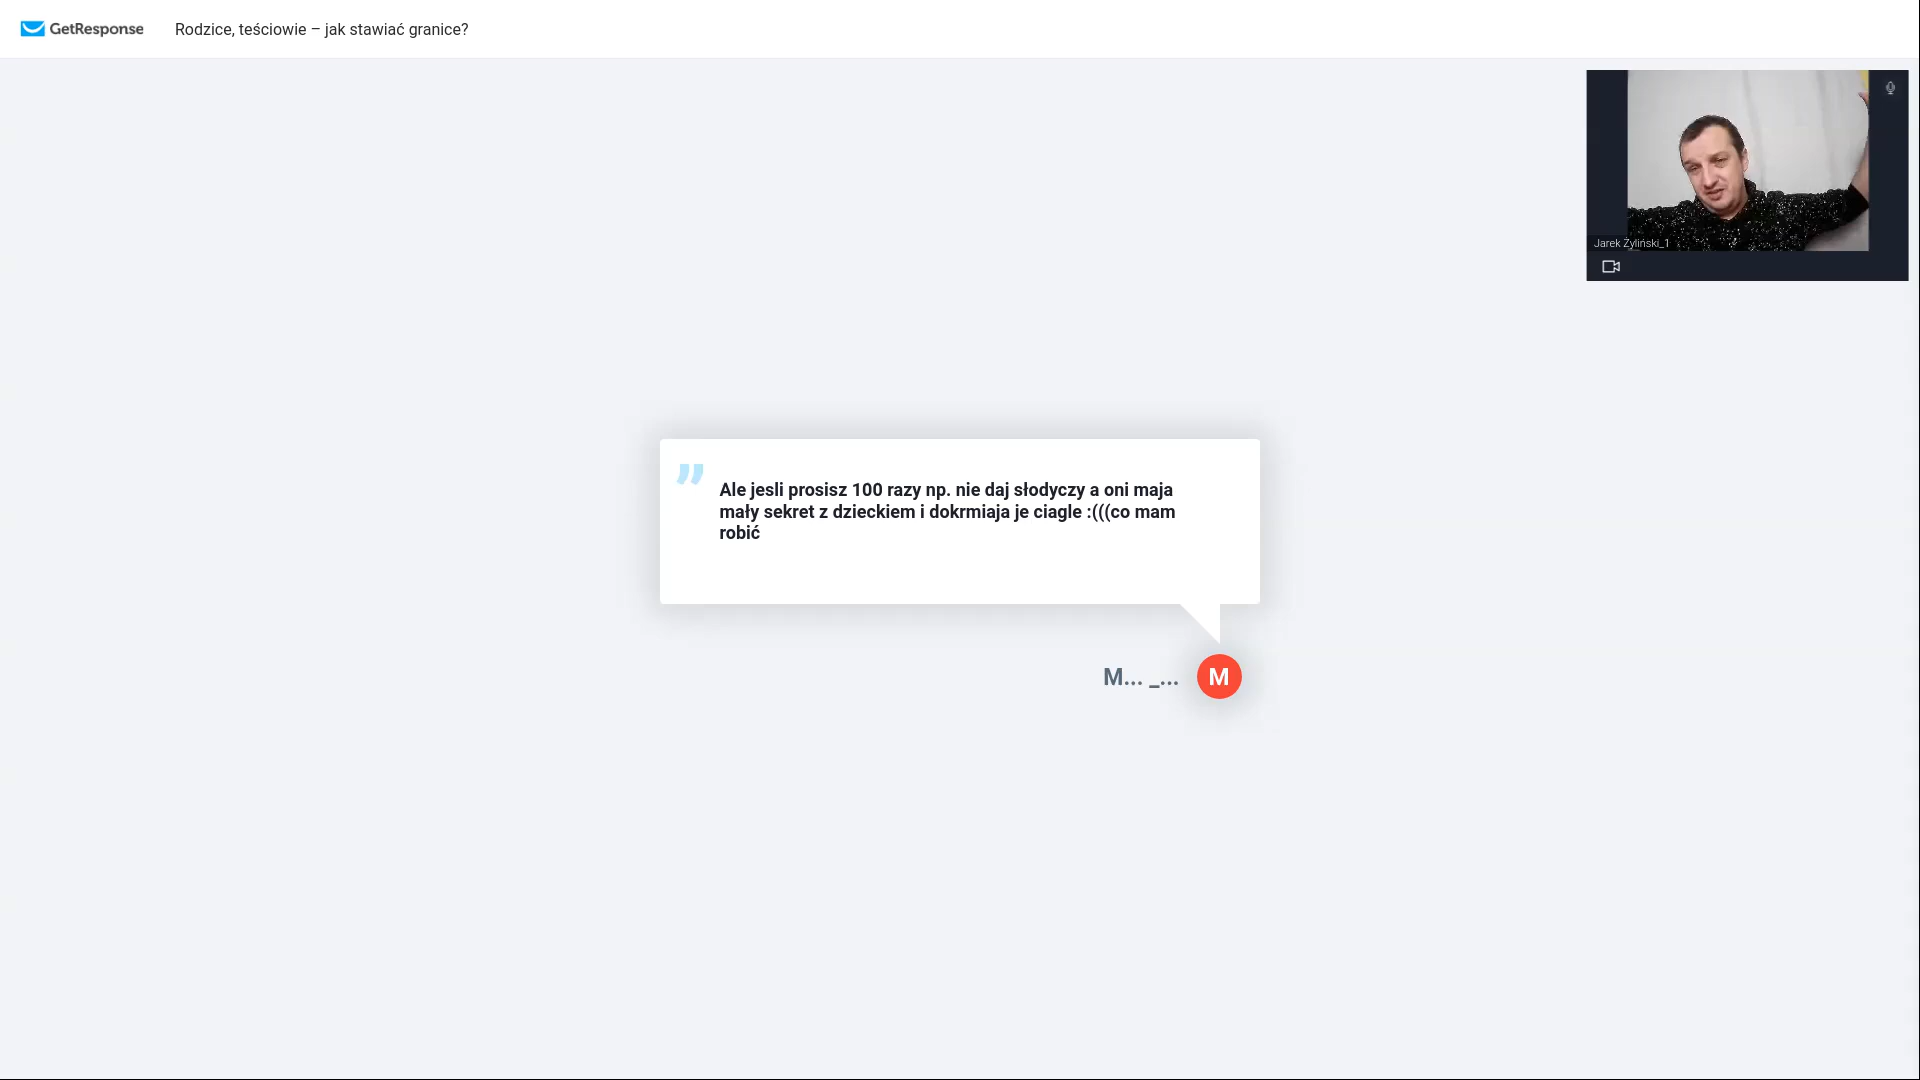 GetResponse
Rodzice, teściowie – jak stawiać granice?
Jarek Żyliński_1
Ale jesli prosisz 100 razy np. nie daj słodyczy a oni maja
mały sekret z dzieckiem i dokrmiaja je ciagle :(((co mam
robić
M... _...
M